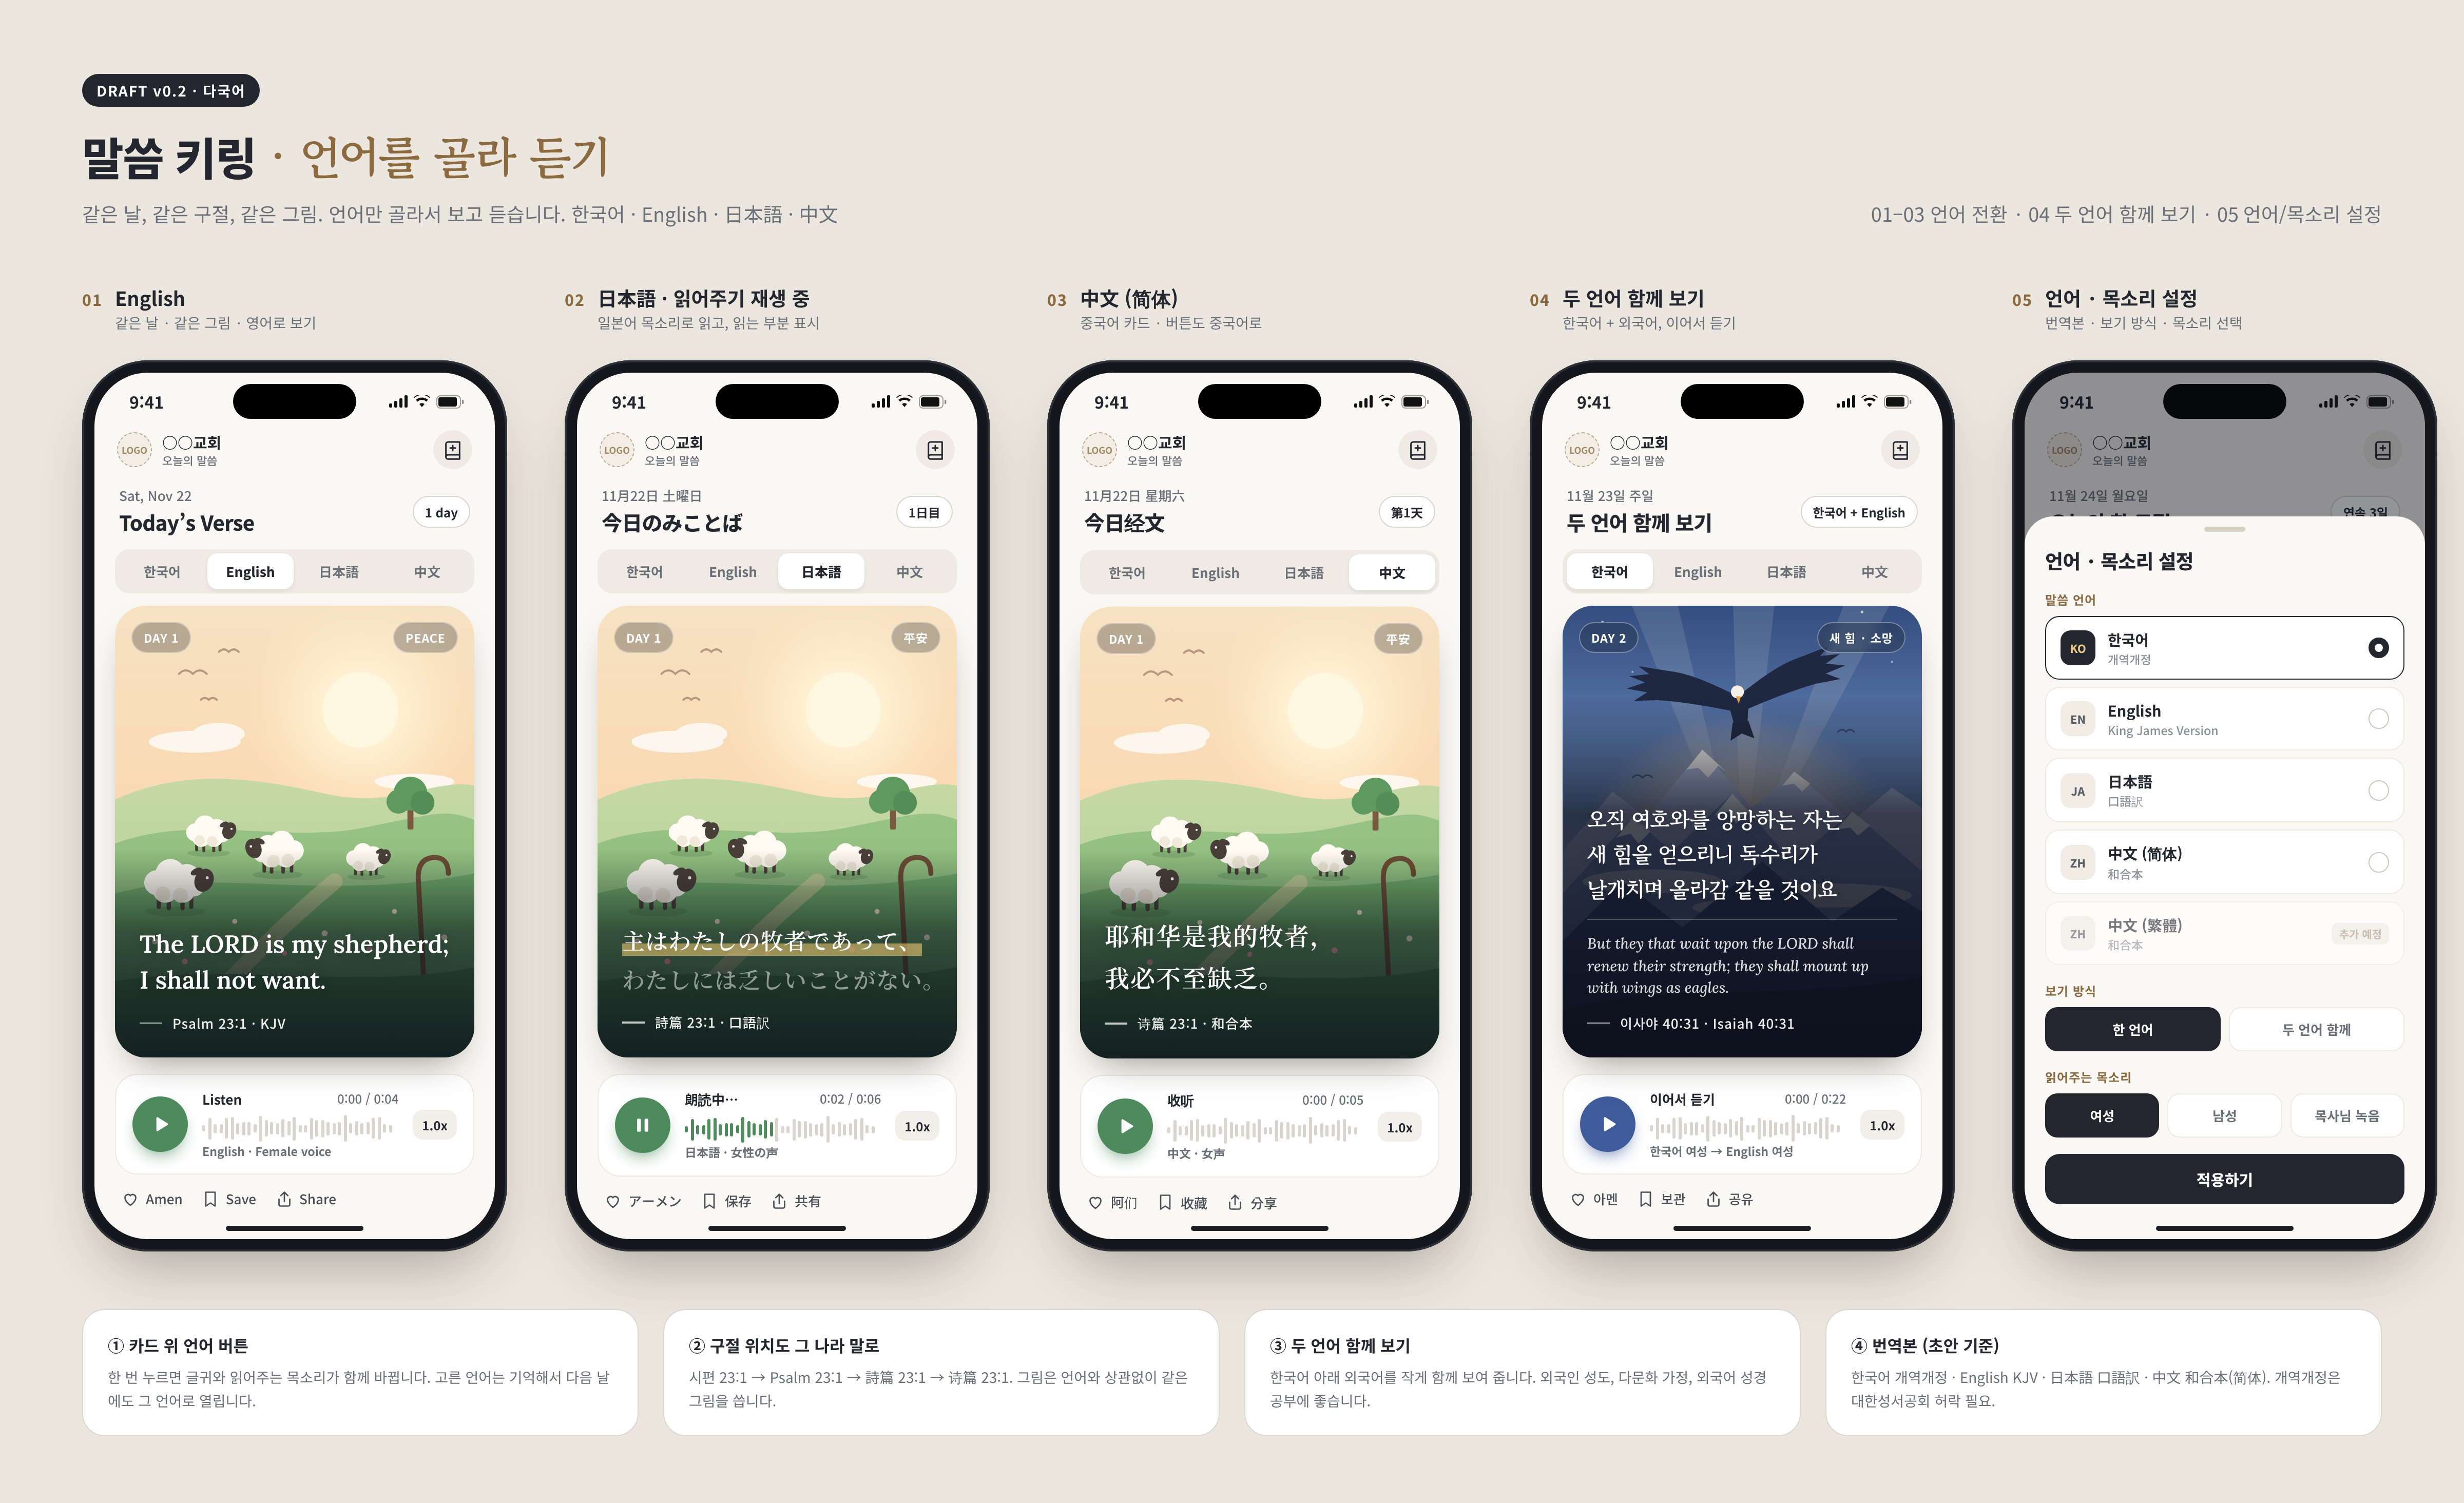 DRAFT v0.2 · 다국어
말씀 키링 · 언어를 골라 듣기
같은 날, 같은 구절, 같은 그림. 언어만 골라서 보고 듣습니다. 한국어 · English · 日本語 · 中文
01–03 언어 전환 · 04 두 언어 함께 보기 · 05 언어/목소리 설정
01 English
같은 날 · 같은 그림 · 영어로 보기
9:41
LOGO
○○교회
오늘의 말씀
Sat, Nov 22
Today’s Verse
1 day
한국어 English 日本語 中文
DAY 1
PEACE
The LORD is my shepherd;
I shall not want.
Psalm 23:1 · KJV
Listen 0:00 / 0:04
1.0x
English · Female voice
Amen Save Share
02 日本語 · 읽어주기 재생 중
일본어 목소리로 읽고, 읽는 부분 표시
9:41
LOGO
○○교회
오늘의 말씀
11月22日 土曜日
今日のみことば
1日目
한국어 English 日本語 中文
DAY 1
平安
主はわたしの牧者であって、
わたしには乏しいことがない。
詩篇 23:1 · 口語訳
朗読中… 0:02 / 0:06
1.0x
日本語 · 女性の声
アーメン 保存 共有
03 中文 (简体)
중국어 카드 · 버튼도 중국어로
9:41
LOGO
○○교회
오늘의 말씀
11月22日 星期六
今日经文
第1天
한국어 English 日本語 中文
DAY 1
平安
耶和华是我的牧者，
我必不至缺乏。
诗篇 23:1 · 和合本
收听 0:00 / 0:05
1.0x
中文 · 女声
阿们 收藏 分享
04 두 언어 함께 보기
한국어 + 외국어, 이어서 듣기
9:41
LOGO
○○교회
오늘의 말씀
11월 23일 주일
두 언어 함께 보기
한국어 + English
한국어 English 日本語 中文
DAY 2
새 힘 · 소망
오직 여호와를 앙망하는 자는
새 힘을 얻으리니 독수리가
날개치며 올라감 같을 것이요
But they that wait upon the LORD shall
renew their strength; they shall mount up
with wings as eagles.
이사야 40:31 · Isaiah 40:31
이어서 듣기 0:00 / 0:22
1.0x
한국어 여성 → English 여성
아멘 보관 공유
05 언어 · 목소리 설정
번역본 · 보기 방식 · 목소리 선택
9:41
LOGO
○○교회
오늘의 말씀
11월 24일 월요일
연속 3일
언어 · 목소리 설정
말씀 언어
KO
한국어
개역개정
EN
English
King James Version
JA
日本語
口語訳
ZH
中文 (简体)
和合本
ZH
中文 (繁體)
和合本
추가 예정
보기 방식
한 언어 두 언어 함께
읽어주는 목소리
여성 남성 목사님 녹음
적용하기
① 카드 위 언어 버튼
한 번 누르면 글귀와 읽어주는 목소리가 함께 바뀝니다. 고른 언어는 기억해서 다음 날
에도 그 언어로 열립니다.
② 구절 위치도 그 나라 말로
시편 23:1 → Psalm 23:1 → 詩篇 23:1 → 诗篇 23:1. 그림은 언어와 상관없이 같은
그림을 씁니다.
③ 두 언어 함께 보기
한국어 아래 외국어를 작게 함께 보여 줍니다. 외국인 성도, 다문화 가정, 외국어 성경
공부에 좋습니다.
④ 번역본 (초안 기준)
한국어 개역개정 · English KJV · 日本語 口語訳 · 中文 和合本(简体). 개역개정은
대한성서공회 허락 필요.